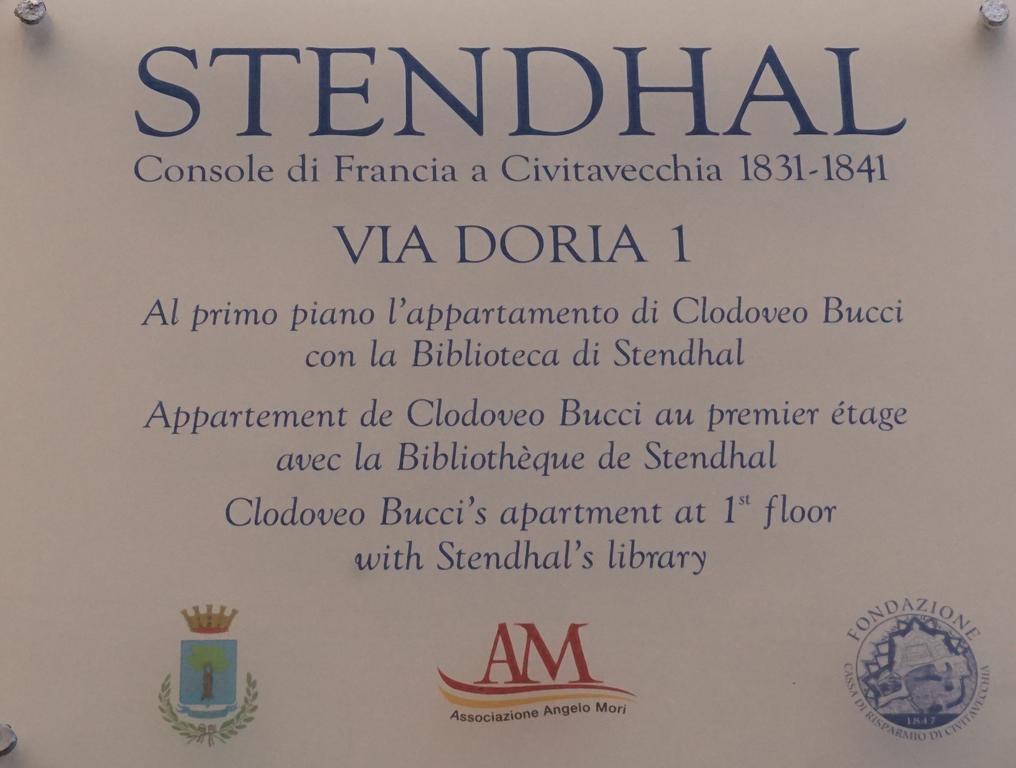 STENDHAL
Console di Francia a Civitavecchia 1831-1841
VIA DORIA 1
Al primo piano l'appartamento di Clodoveo Bucci
con la Biblioteca di Stendhal
Appartement de Clodoveo Bucci au premier étage
avec la Bibliothèque de Stendhal
Clodoveo Bucci's apartment at 1st floor
with Stendhal's library
AM
Associazione Angelo Mori
FONDAZIONE
CASSA DI RISPARMIO DI CIVITAVECCHIA
1847